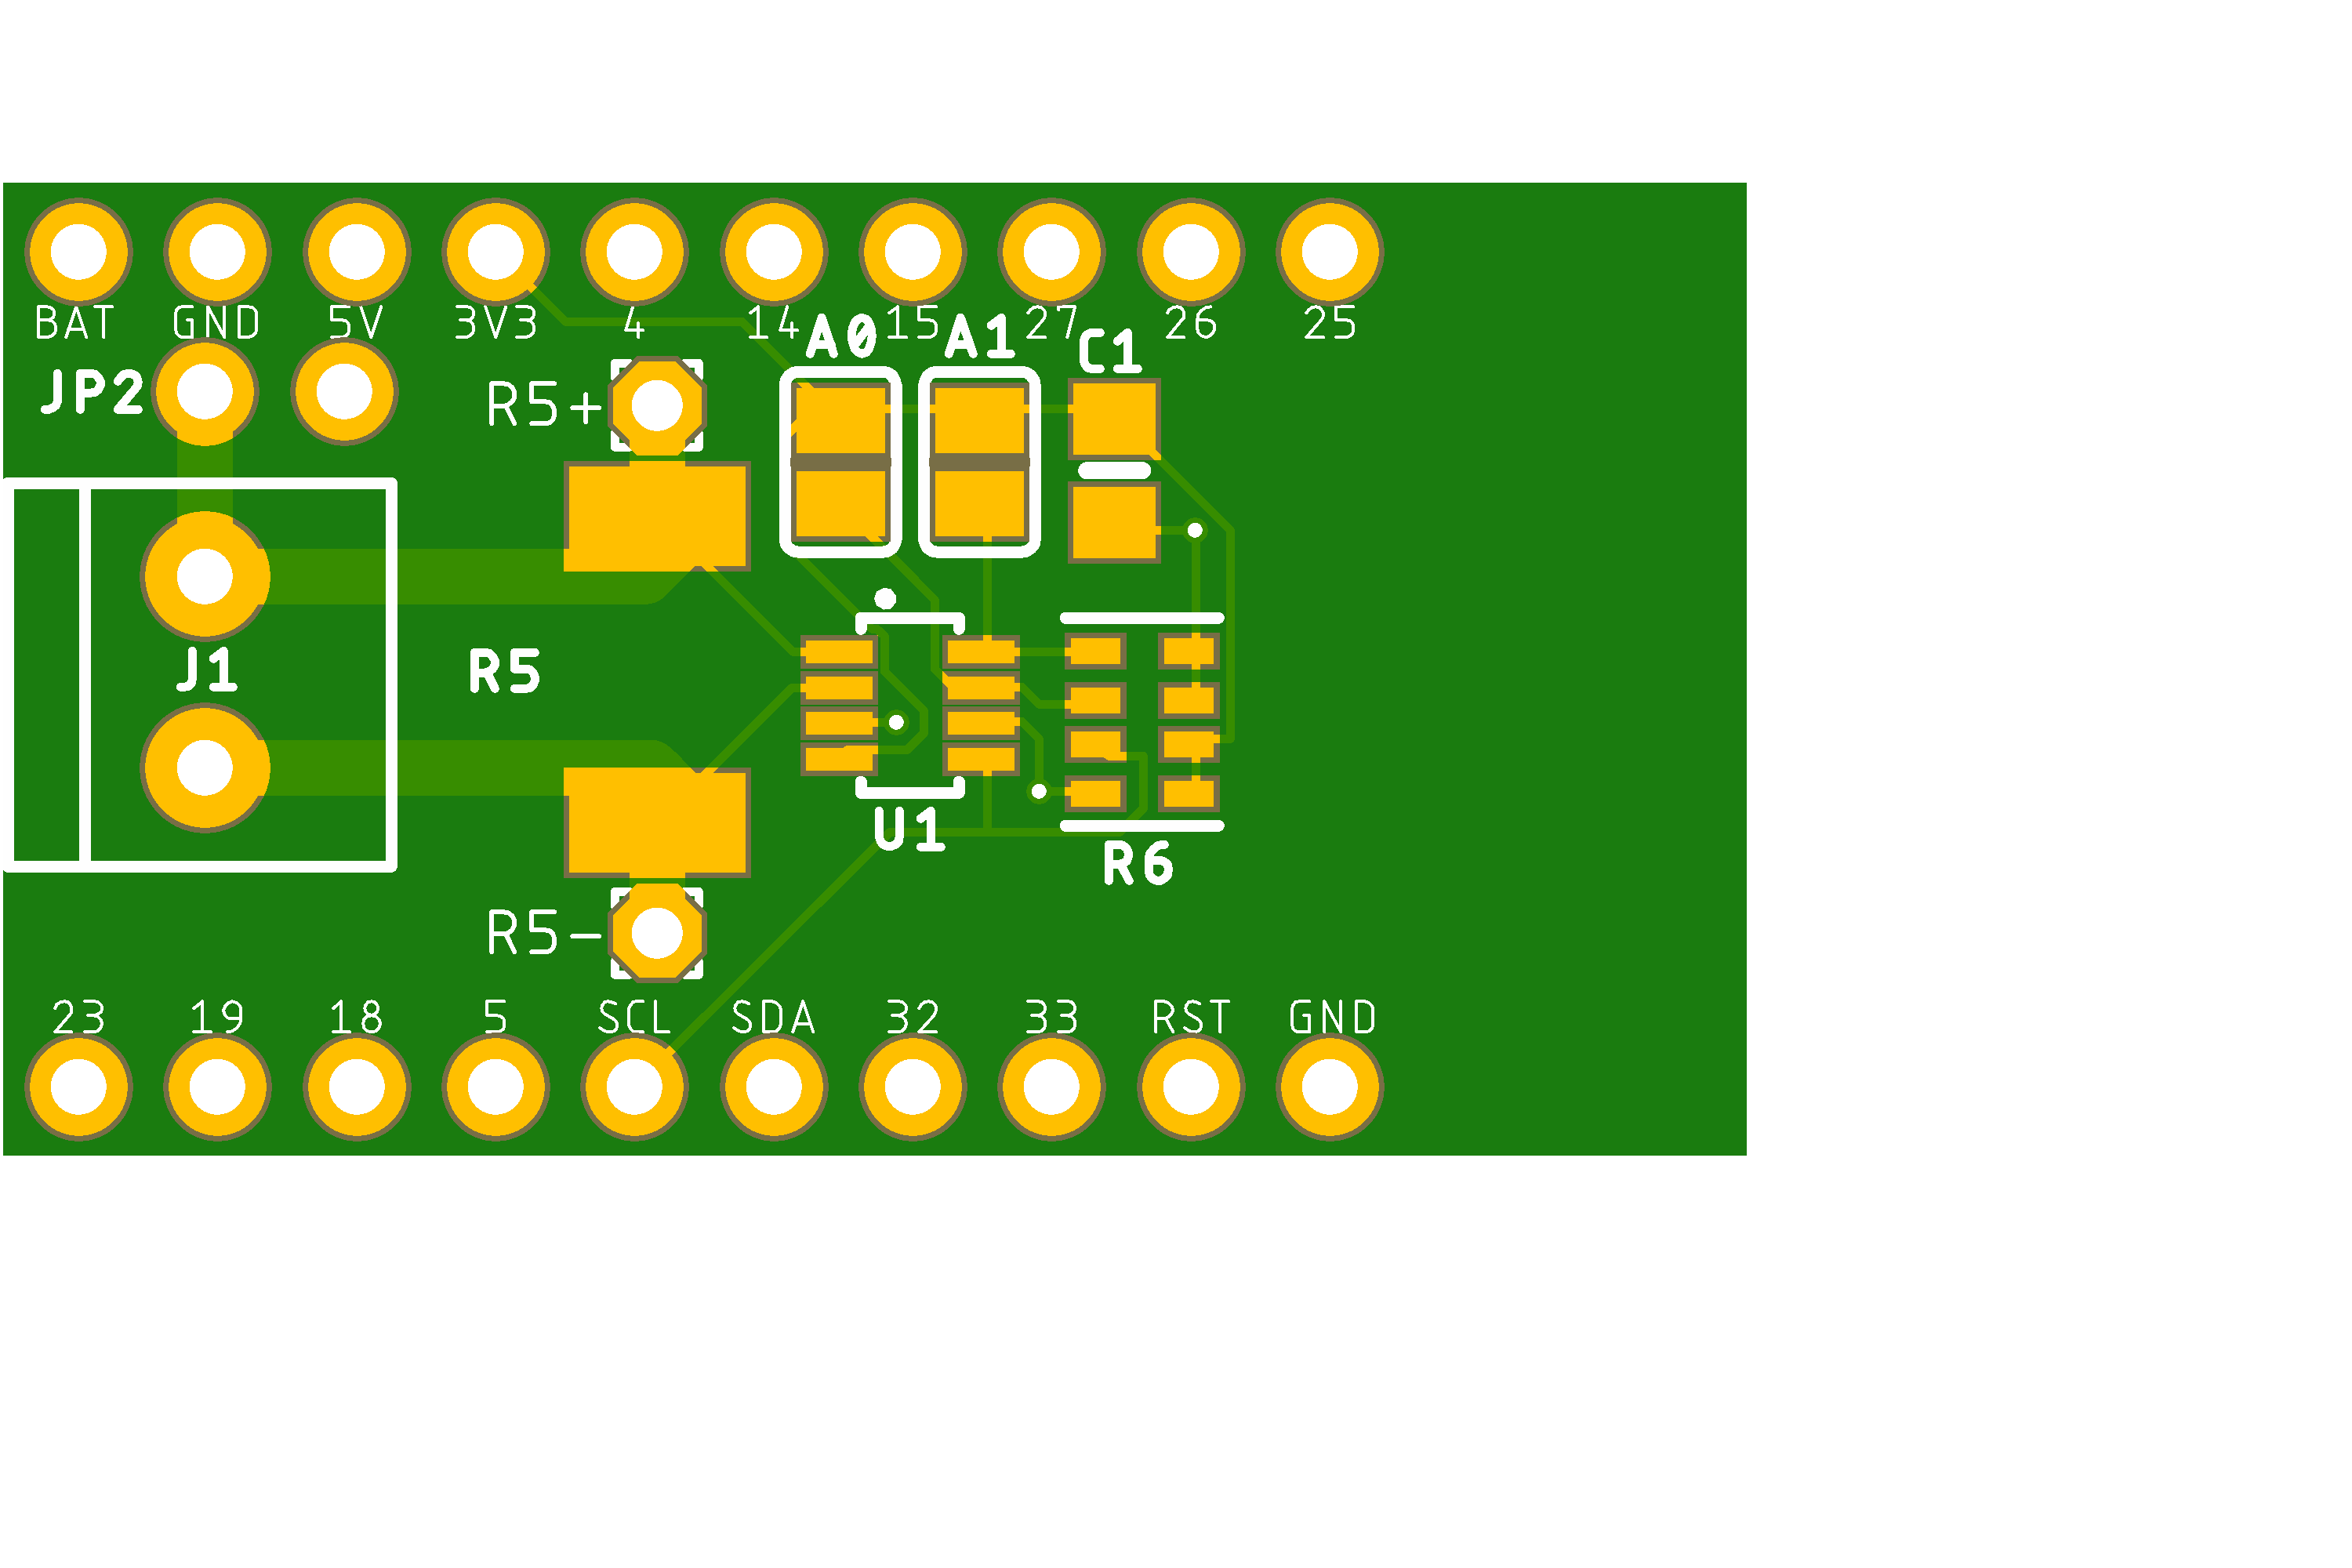 BAT GND 5V 3V3 4 14 15 27 26 25
A0 A1 C1
JP2 R5+
J1 R5
U1
R6
R5-
23 19 18 5 SCL SDA 32 33 RST GND